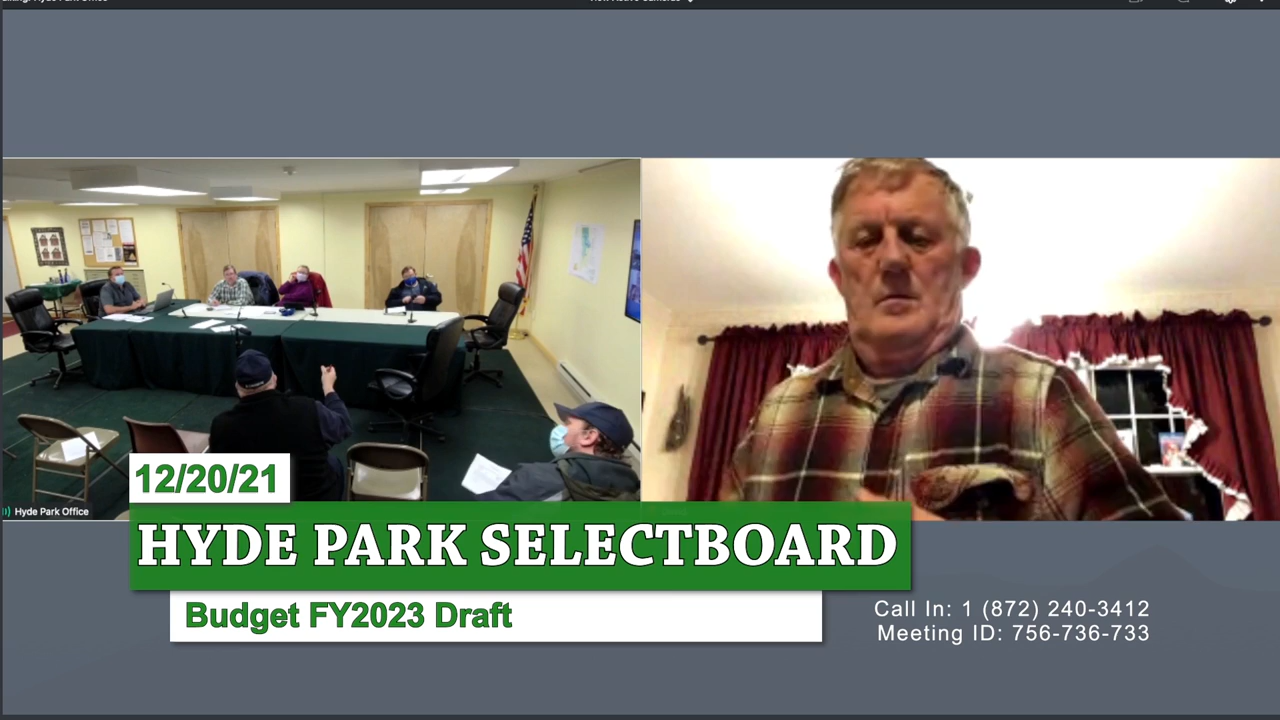 Hyde Park Office
12/20/21
HYDE PARK SELECTBOARD
Budget FY2023 Draft
Call In: 1 (872) 240-3412
Meeting ID: 756-736-733